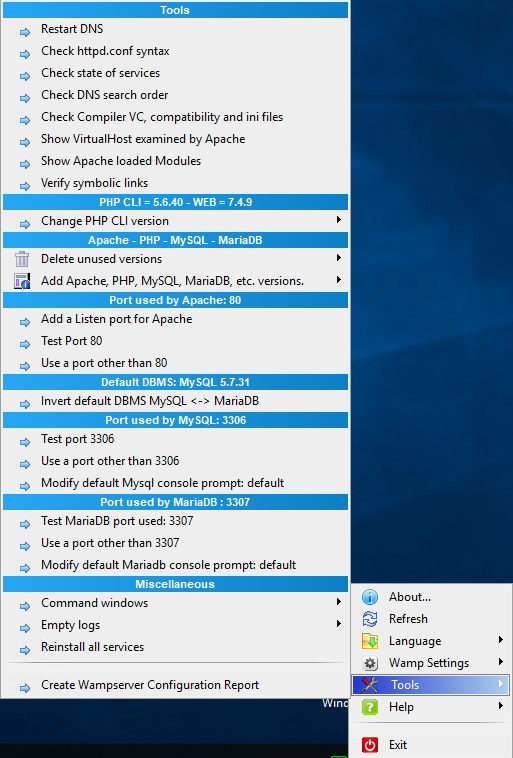 Tools
Restart DNS
Check httpd.conf syntax
Check state of services
Check DNS search order
Check Compiler VC, compatibility and ini files
Show VirtualHost examined by Apache
Show Apache loaded Modules
Verify symbolic links
PHP CLI = 5.6.40 - WEB = 7.4.9
Change PHP CLI version
Apache - PHP - MySQL - MariaDB
Delete unused versions
Add Apache, PHP, MySQL, MariaDB, etc. versions.
Port used by Apache: 80
Add a Listen port for Apache
Test Port 80
Use a port other than 80
Default DBMS: MySQL 5.7.31
Invert default DBMS MySQL <-> MariaDB
Port used by MySQL: 3306
Test port 3306
Use a port other than 3306
Modify default Mysql console prompt: default
Port used by MariaDB : 3307
Test MariaDB port used: 3307
Use a port other than 3307
Modify default Mariadb console prompt: default
Miscellaneous
Command windows
Empty logs
Reinstall all services
Create Wampserver Configuration Report
About...
Refresh
Language
Wamp Settings
Tools
Help
Exit
Wind